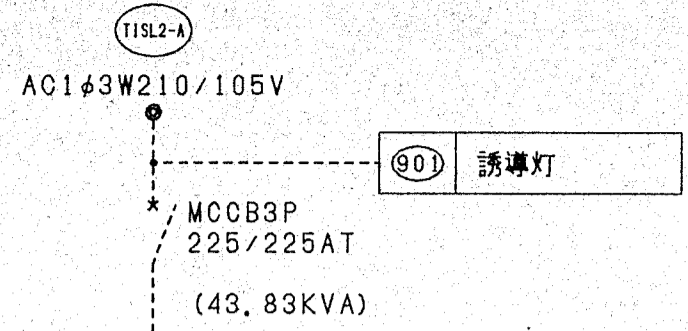 TISL2-A
AC1φ3W210/105V
901 誘導灯
MCCB3P
225/225AT
(43.83KVA)